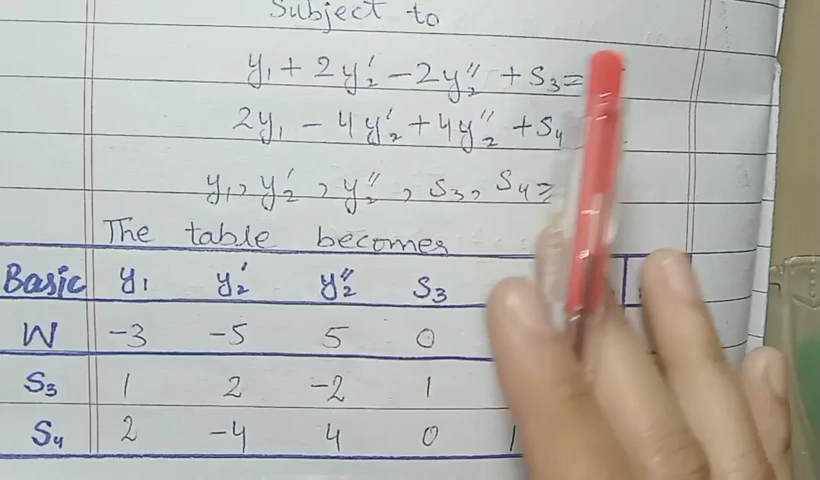 Subject to
y₁ + 2y₂′ − 2y₂″ + S₃ =
2y₁ − 4y₂′ + 4y₂″ + S₄
y₁, y₂′, y₂″, S₃, S₄ ≥
The table becomes
Basic y₁ y₂′ y₂″ S₃
W −3 −5 5 0
S₃ 1 2 −2 1
S₄ 2 −4 4 0 1